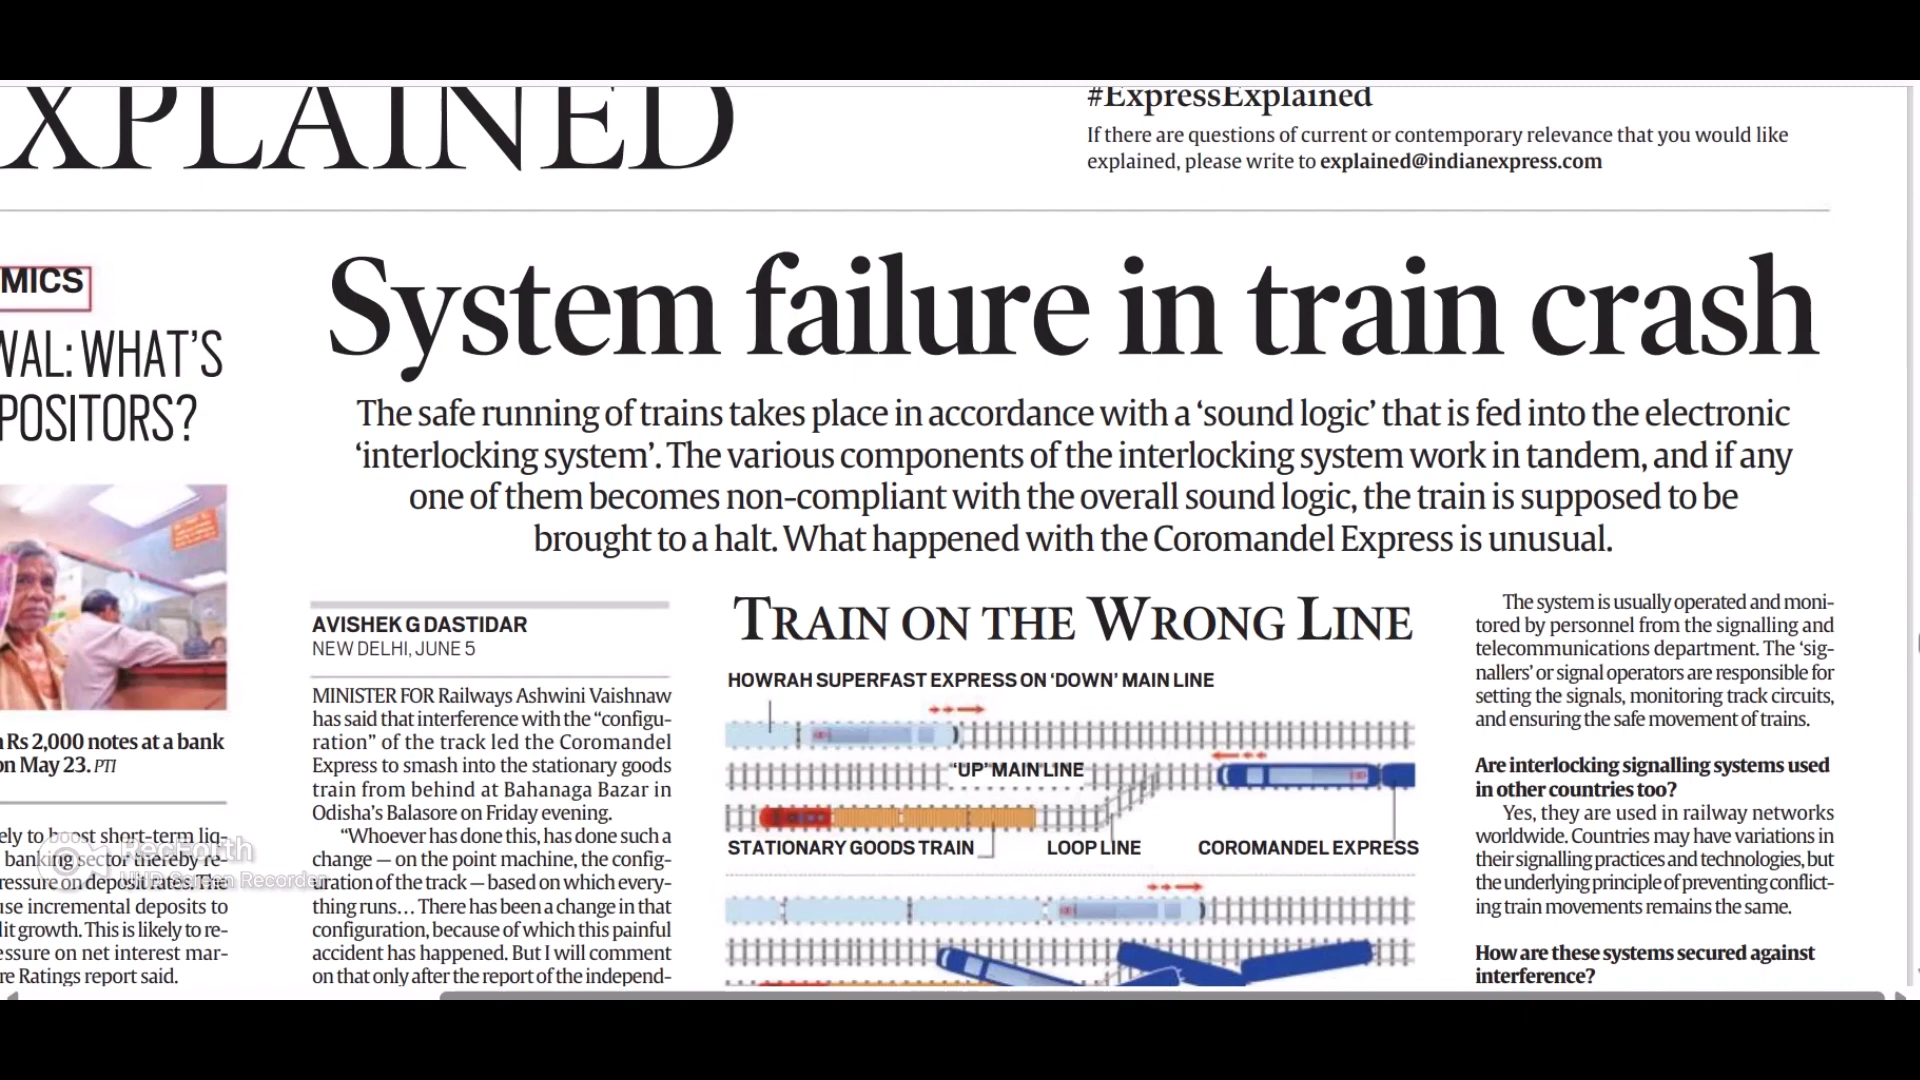 EXPLAINED
#ExpressExplained
If there are questions of current or contemporary relevance that you would like
explained, please write to explained@indianexpress.com
MICS
WAL: WHAT'S
POSITORS?
Rs 2,000 notes at a bank
on May 23. PTI
ely to boost short-term liq-
banking sector thereby re-
ressure on deposit rates. The
use incremental deposits to
dit growth. This is likely to re-
essure on net interest mar-
re Ratings report said.
RecForth
UHD Screen Recorder
System failure in train crash
The safe running of trains takes place in accordance with a ‘sound logic’ that is fed into the electronic
‘interlocking system’. The various components of the interlocking system work in tandem, and if any
one of them becomes non-compliant with the overall sound logic, the train is supposed to be
brought to a halt. What happened with the Coromandel Express is unusual.
AVISHEK G DASTIDAR
NEW DELHI, JUNE 5
MINISTER FOR Railways Ashwini Vaishnaw
has said that interference with the “configu-
ration” of the track led the Coromandel
Express to smash into the stationary goods
train from behind at Bahanaga Bazar in
Odisha's Balasore on Friday evening.
“Whoever has done this, has done such a
change — on the point machine, the config-
uration of the track — based on which every-
thing runs… There has been a change in that
configuration, because of which this painful
accident has happened. But I will comment
on that only after the report of the independ-
TRAIN ON THE WRONG LINE
HOWRAH SUPERFAST EXPRESS ON ‘DOWN’ MAIN LINE
‘UP’ MAIN LINE
STATIONARY GOODS TRAIN
LOOP LINE
COROMANDEL EXPRESS
The system is usually operated and moni-
tored by personnel from the signalling and
telecommunications department. The ‘sig-
nallers’ or signal operators are responsible for
setting the signals, monitoring track circuits,
and ensuring the safe movement of trains.
Are interlocking signalling systems used
in other countries too?
Yes, they are used in railway networks
worldwide. Countries may have variations in
their signalling practices and technologies, but
the underlying principle of preventing conflict-
ing train movements remains the same.
How are these systems secured against
interference?